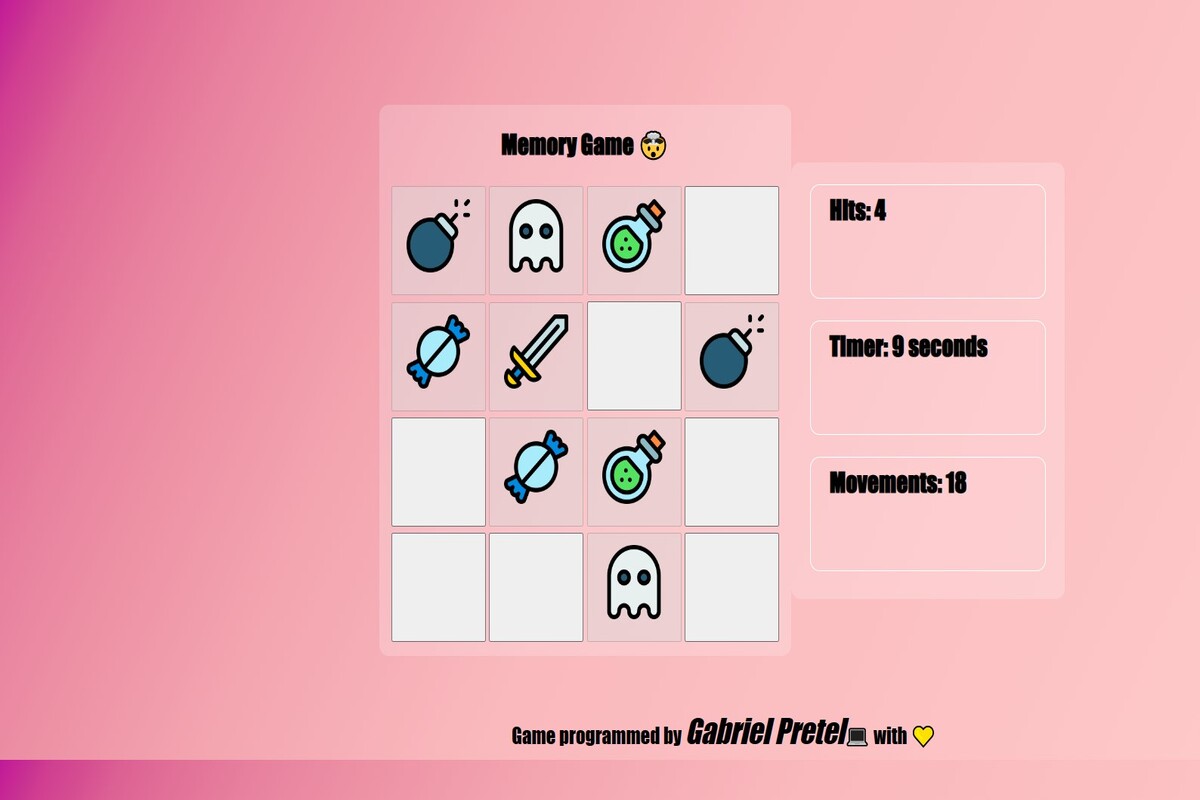 Memory Game 🤯
Hits: 4
Timer: 9 seconds
Movements: 18
Game programmed by Gabriel Pretel💻 with 💛